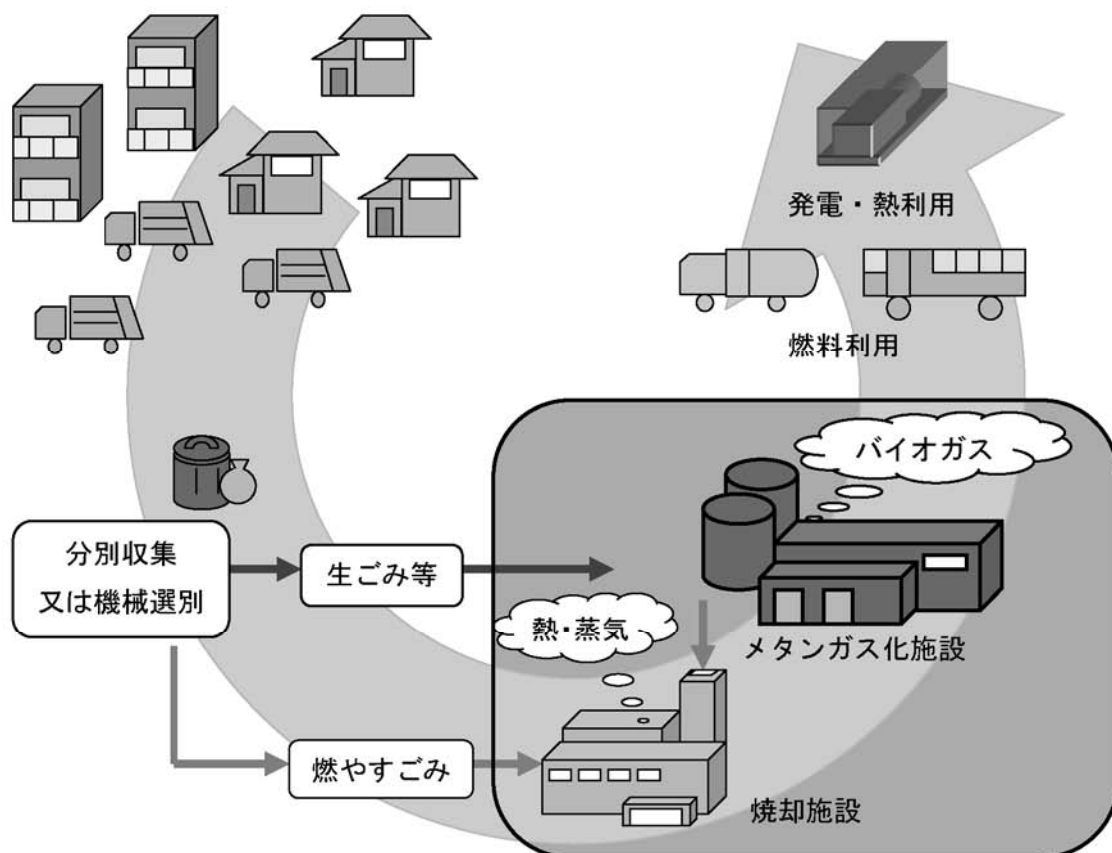 発電・熱利用
燃料利用
バイオガス
分別収集
又は機械選別
生ごみ等
熱・蒸気
メタンガス化施設
燃やすごみ
焼却施設